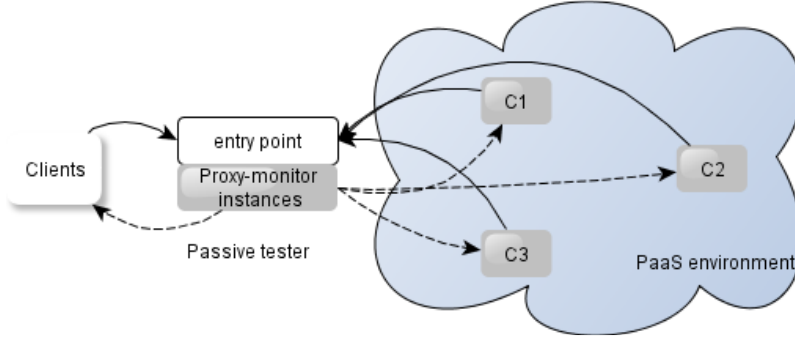 C1
entry point
Clients
Proxy-monitor
instances
C2
Passive tester
C3
PaaS environment